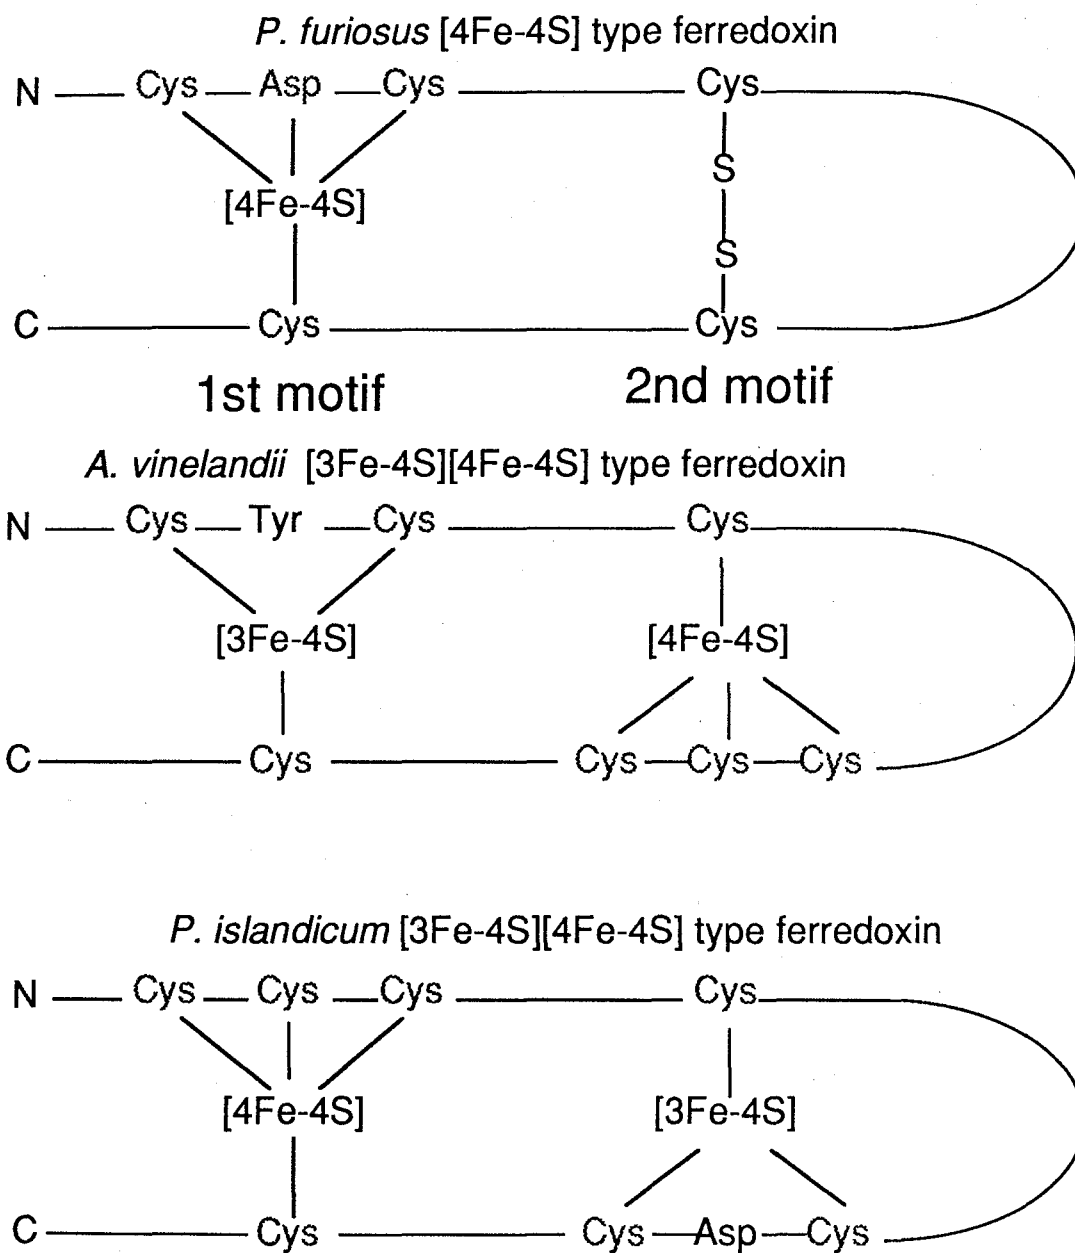 P. furiosus [4Fe-4S] type ferredoxin
N Cys Asp Cys Cys
S
[4Fe-4S]
S
C Cys Cys
1st motif 2nd motif
A. vinelandii [3Fe-4S][4Fe-4S] type ferredoxin
N Cys Tyr Cys Cys
[3Fe-4S] [4Fe-4S]
C Cys Cys Cys Cys
P. islandicum [3Fe-4S][4Fe-4S] type ferredoxin
N Cys Cys Cys Cys
[4Fe-4S] [3Fe-4S]
C Cys Cys Asp Cys